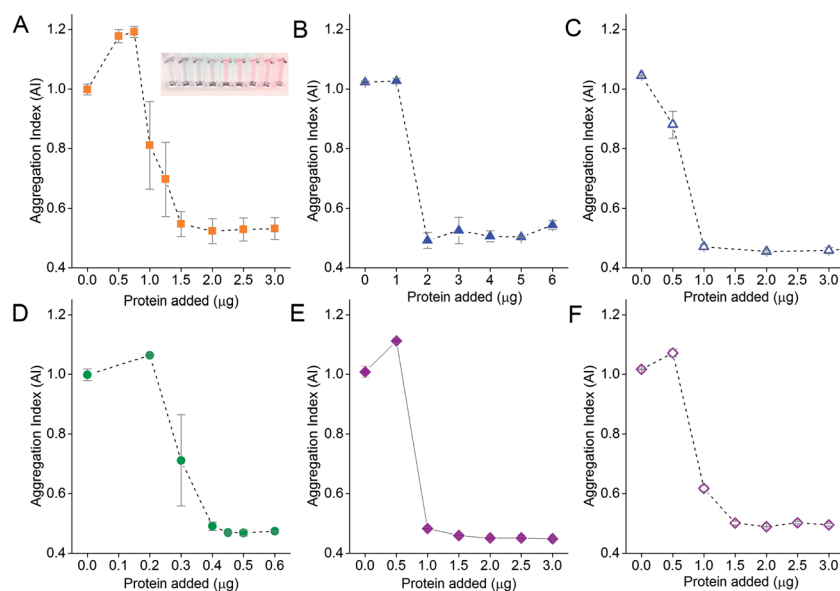 A
Aggregation Index (AI)
1.2
1.0
0.8
0.6
0.4
0.0 0.5 1.0 1.5 2.0 2.5 3.0
Protein added (μg)
B
Aggregation Index (AI)
1.2
1.0
0.8
0.6
0.4
0 1 2 3 4 5 6
Protein added (μg)
C
Aggregation Index (AI)
1.2
1.0
0.8
0.6
0.4
0.0 0.5 1.0 1.5 2.0 2.5 3.0
Protein added (μg)
D
Aggregation Index (AI)
1.2
1.0
0.8
0.6
0.4
0.0 0.1 0.2 0.3 0.4 0.5 0.6
Protein added (μg)
E
Aggregation Index (AI)
1.2
1.0
0.8
0.6
0.4
0.0 0.5 1.0 1.5 2.0 2.5 3.0
Protein added (μg)
F
Aggregation Index (AI)
1.2
1.0
0.8
0.6
0.4
0.0 0.5 1.0 1.5 2.0 2.5 3.0
Protein added (μg)